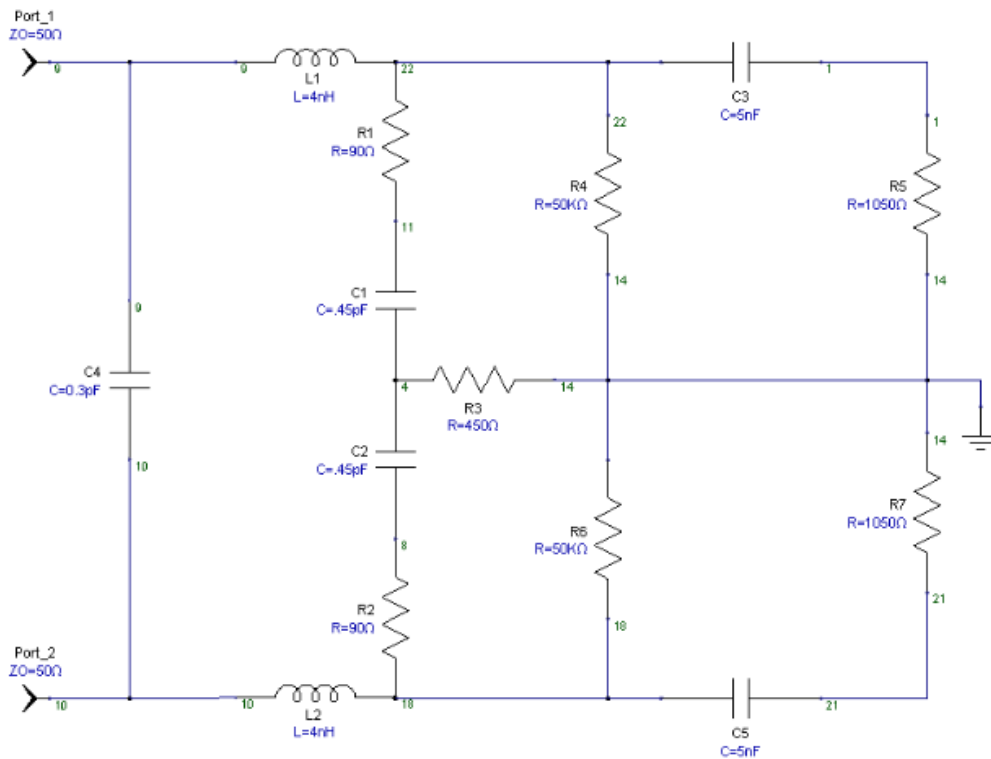 Port_1
ZO=50Ω
9
9
L1
L=4nH
22
C3
C=5nF
1
R1
R=90Ω
22
1
R4
R=50KΩ
R5
R=1050Ω
11
14
14
C1
C=.45pF
9
C4
C=0.3pF
4
R3
R=450Ω
14
14
C2
C=.45pF
10
R6
R=50KΩ
R7
R=1050Ω
8
R2
R=90Ω
18
21
Port_2
ZO=50Ω
10
10
L2
L=4nH
18
C5
C=5nF
21